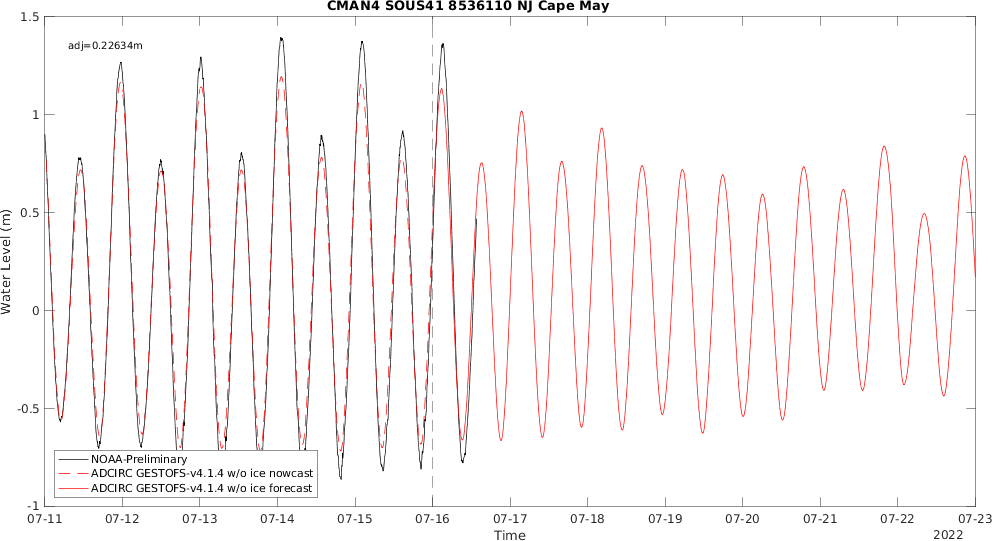 CMAN4 SOUS41 8536110 NJ Cape May
1.5
adj=0.22634m
1
0.5
0
-0.5
-1
Water Level (m)
NOAA-Preliminary
ADCIRC GESTOFS-v4.1.4 w/o ice nowcast
ADCIRC GESTOFS-v4.1.4 w/o ice forecast
07-11 07-12 07-13 07-14 07-15 07-16 07-17 07-18 07-19 07-20 07-21 07-22 07-23
Time
2022